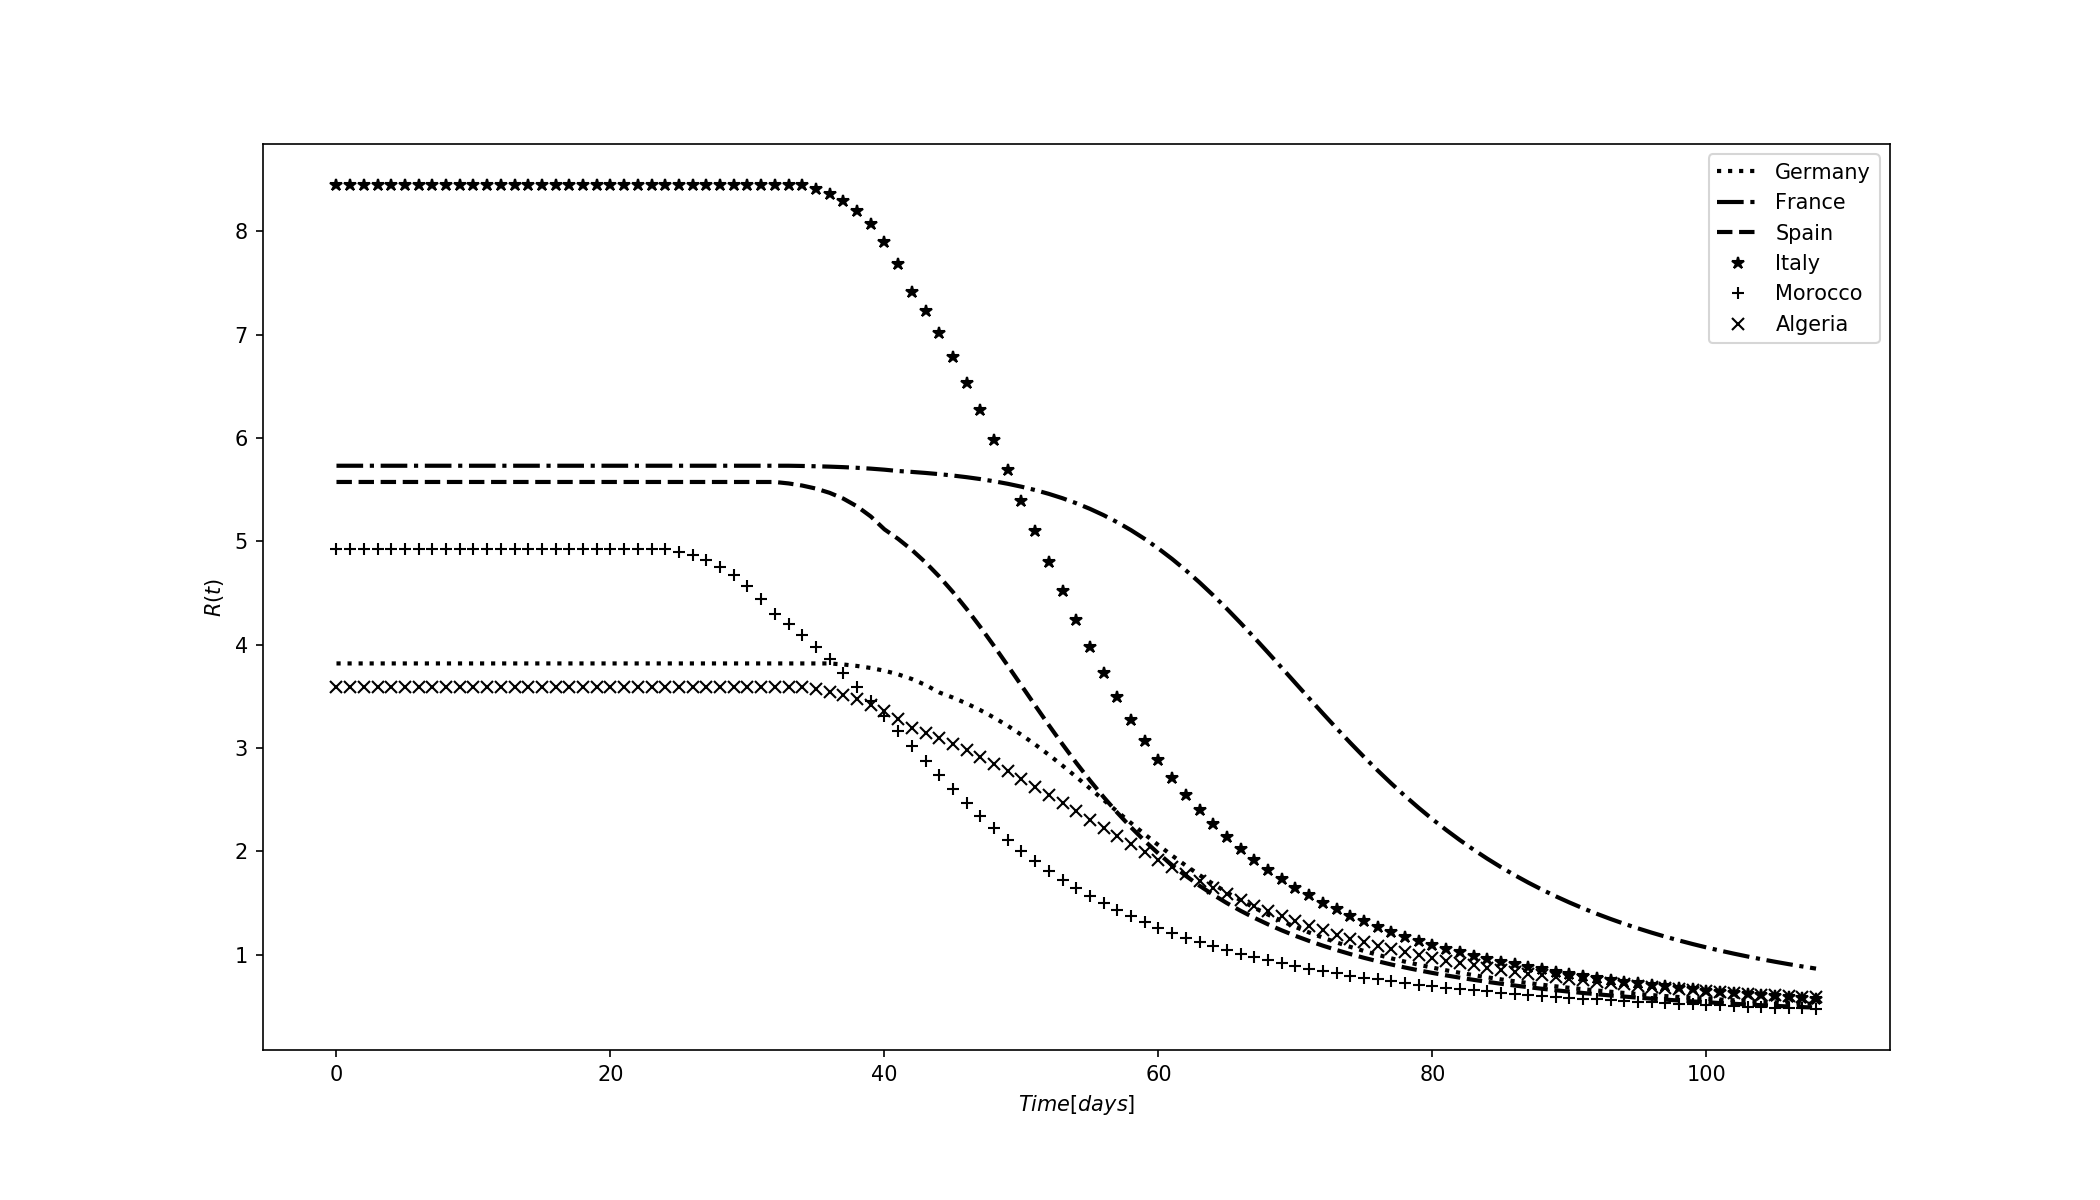 8
7
6
5
4
3
2
1
R(t)
0 20 40 60 80 100
Time[days]
Germany
France
Spain
Italy
Morocco
Algeria